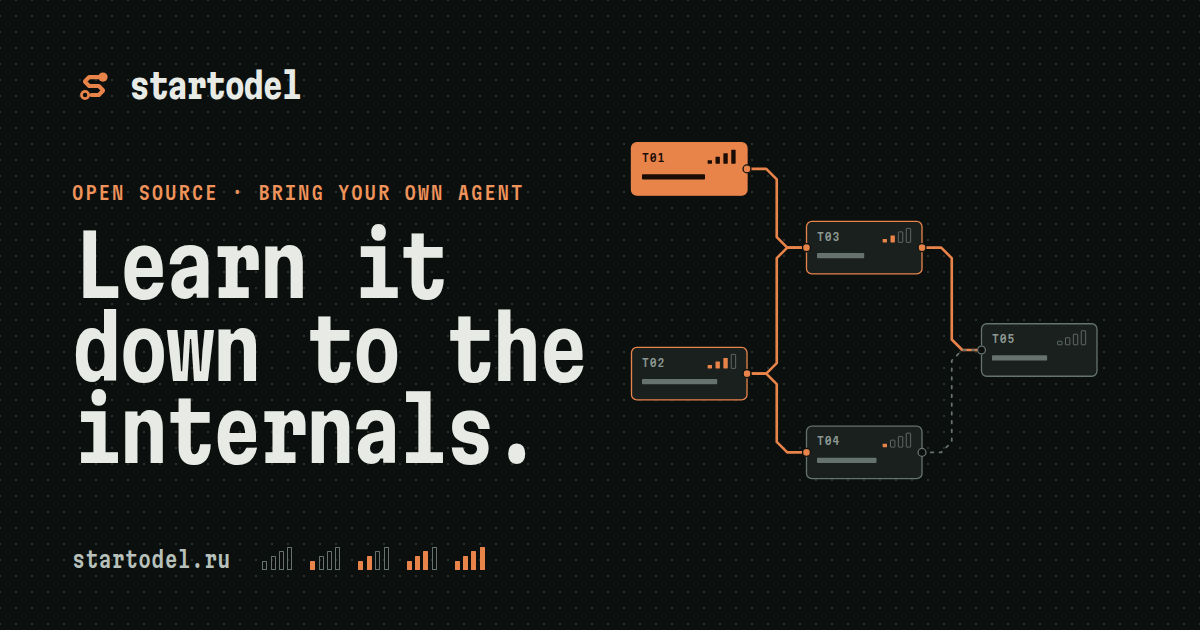 startodel
OPEN SOURCE · BRING YOUR OWN AGENT
Learn it
down to the
internals.
startodel.ru
T01
T03
T05
T02
T04